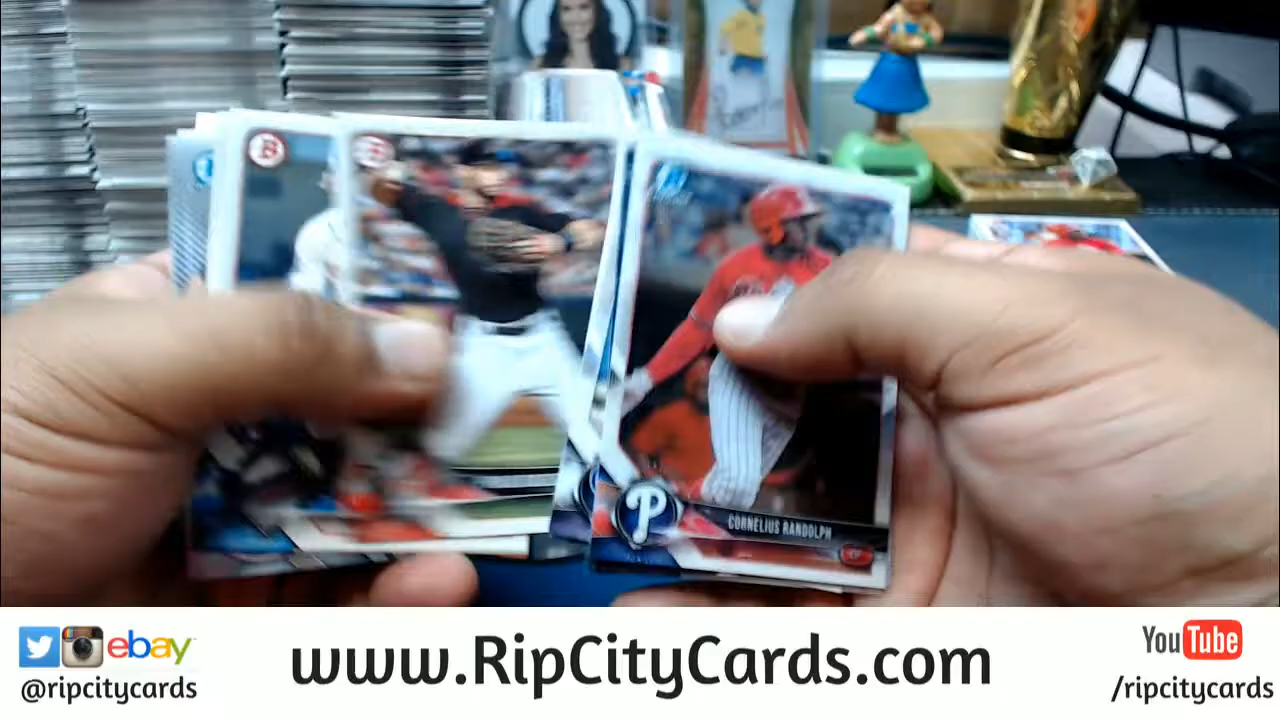 B
B
P
CORNELIUS RANDOLPH
ebay
www.RipCityCards.com
YouTube
@ripcitycards
/ripcitycards